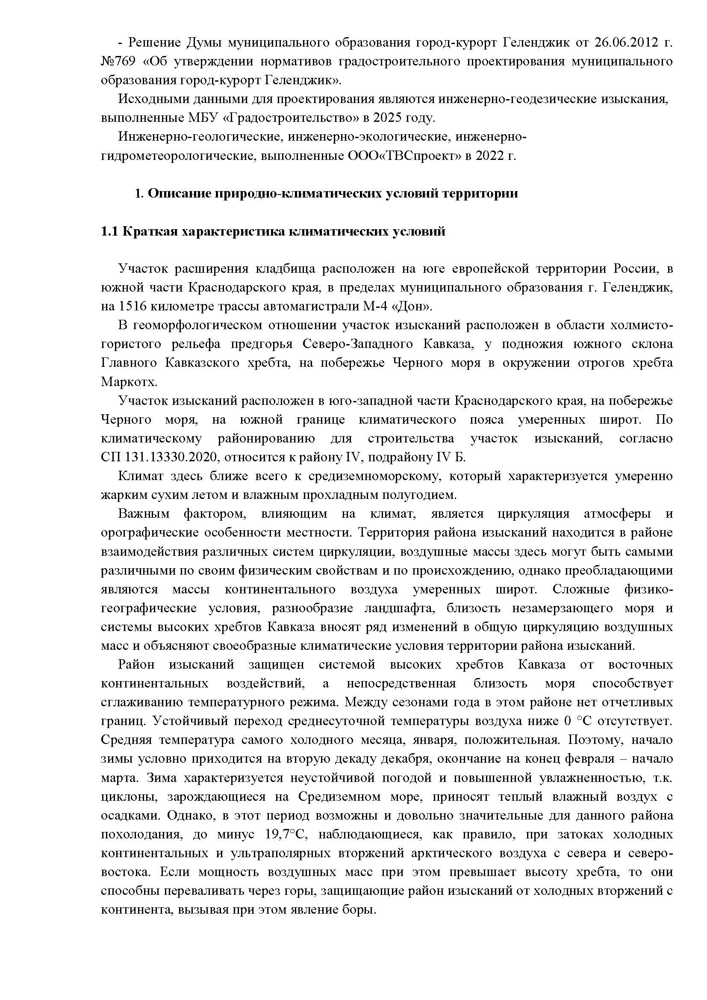 - Решение Думы муниципального образования город-курорт Геленджик от 26.06.2012 г.
№769 «Об утверждении нормативов градостроительного проектирования муниципального
образования город-курорт Геленджик».
Исходными данными для проектирования являются инженерно-геодезические изыскания,
выполненные МБУ «Градостроительство» в 2025 году.
Инженерно-геологические, инженерно-экологические, инженерно-
гидрометеорологические, выполненные ООО«ТВСпроект» в 2022 г.
1. Описание природно-климатических условий территории
1.1 Краткая характеристика климатических условий
Участок расширения кладбища расположен на юге европейской территории России, в
южной части Краснодарского края, в пределах муниципального образования г. Геленджик,
на 1516 километре трассы автомагистрали М-4 «Дон».
В геоморфологическом отношении участок изысканий расположен в области холмисто-
гористого рельефа предгорья Северо-Западного Кавказа, у подножия южного склона
Главного Кавказского хребта, на побережье Черного моря в окружении отрогов хребта
Маркотх.
Участок изысканий расположен в юго-западной части Краснодарского края, на побережье
Черного моря, на южной границе климатического пояса умеренных широт. По
климатическому районированию для строительства участок изысканий, согласно
СП 131.13330.2020, относится к району IV, подрайону IV Б.
Климат здесь ближе всего к средиземноморскому, который характеризуется умеренно
жарким сухим летом и влажным прохладным полугодием.
Важным фактором, влияющим на климат, является циркуляция атмосферы и
орографические особенности местности. Территория района изысканий находится в районе
взаимодействия различных систем циркуляции, воздушные массы здесь могут быть самыми
различными по своим физическим свойствам и по происхождению, однако преобладающими
являются массы континентального воздуха умеренных широт. Сложные физико-
географические условия, разнообразие ландшафта, близость незамерзающего моря и
системы высоких хребтов Кавказа вносят ряд изменений в общую циркуляцию воздушных
масс и объясняют своеобразные климатические условия территории района изысканий.
Район изысканий защищен системой высоких хребтов Кавказа от восточных
континентальных воздействий, а непосредственная близость моря способствует
сглаживанию температурного режима. Между сезонами года в этом районе нет отчетливых
границ. Устойчивый переход среднесуточной температуры воздуха ниже 0 °С отсутствует.
Средняя температура самого холодного месяца, января, положительная. Поэтому, начало
зимы условно приходится на вторую декаду декабря, окончание на конец февраля – начало
марта. Зима характеризуется неустойчивой погодой и повышенной увлажненностью, т.к.
циклоны, зарождающиеся на Средиземном море, приносят теплый влажный воздух с
осадками. Однако, в этот период возможны и довольно значительные для данного района
похолодания, до минус 19,7°С, наблюдающиеся, как правило, при затоках холодных
континентальных и ультраполярных вторжений арктического воздуха с севера и северо-
востока. Если мощность воздушных масс при этом превышает высоту хребта, то они
способны переваливать через горы, защищающие район изысканий от холодных вторжений с
континента, вызывая при этом явление боры.